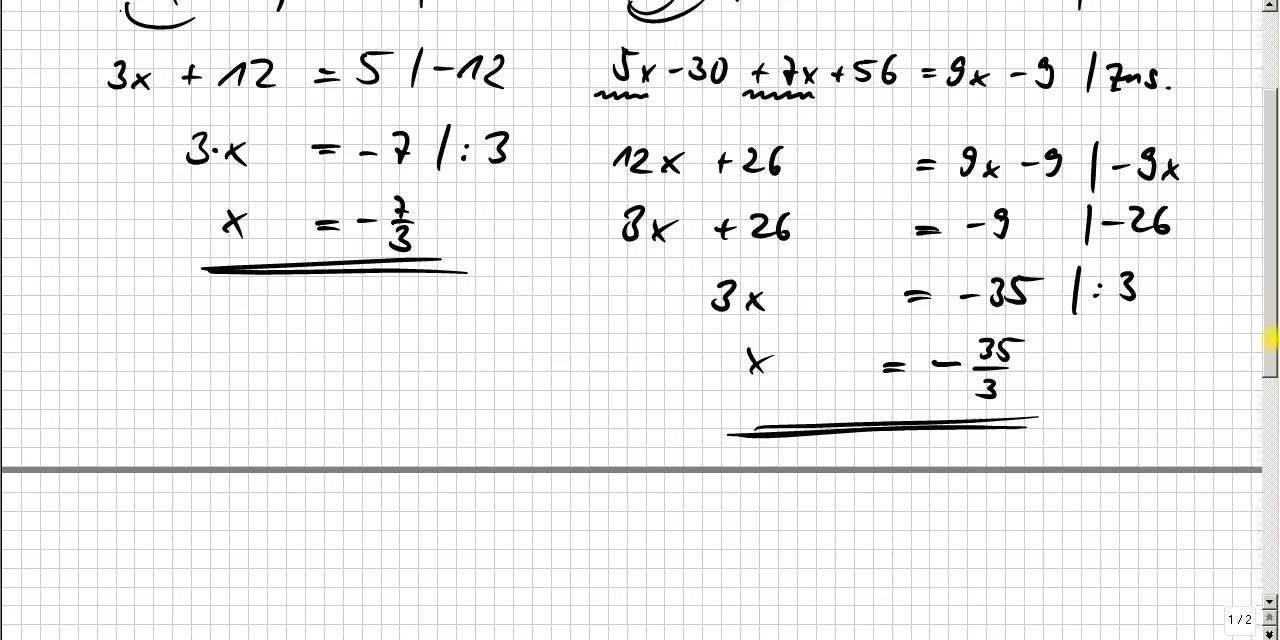 3x + 12 = 5 | -12
3·x = -7 | : 3
x = - 7/3
5x - 30 + 7x + 56 = 9x - 9 | zus.
12x + 26 = 9x - 9 | -9x
3x + 26 = -9 | -26
3x = -35 | : 3
x = - 35/3
1 / 2